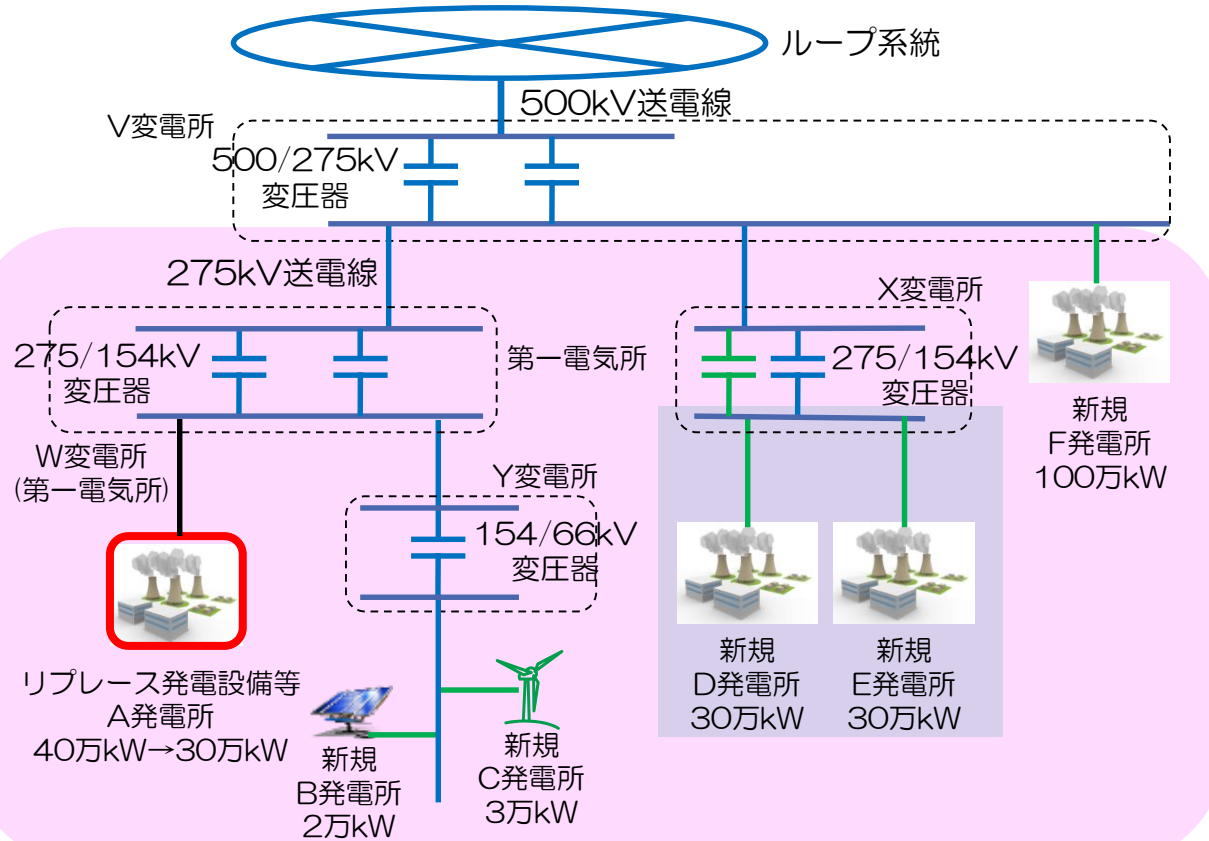 ループ系統
500kV送電線
V変電所
500/275kV
変圧器
275kV送電線
X変電所
275/154kV
変圧器
第一電気所
275/154kV
変圧器
新規
F発電所
100万kW
W変電所
(第一電気所)
Y変電所
154/66kV
変圧器
リプレース発電設備等
A発電所
40万kW→30万kW
新規
B発電所
2万kW
新規
C発電所
3万kW
新規
D発電所
30万kW
新規
E発電所
30万kW